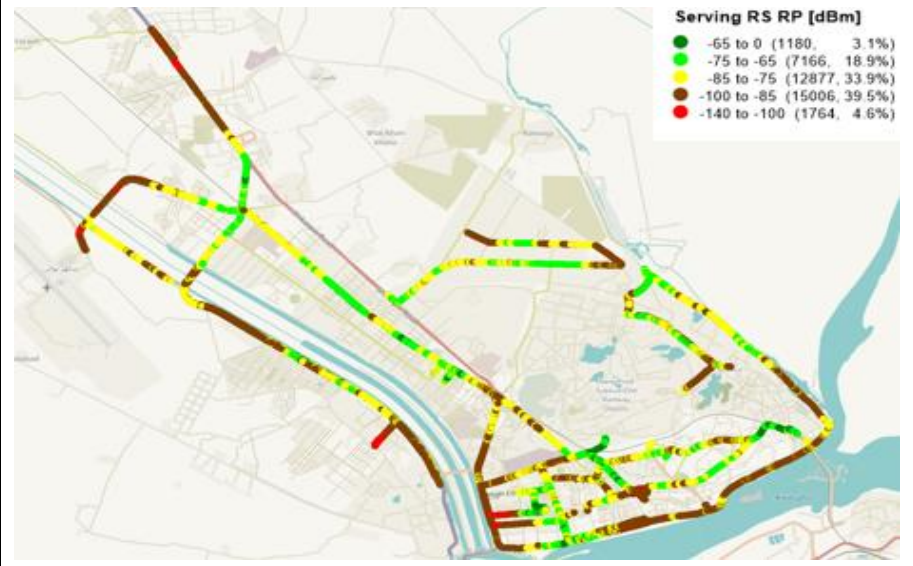 Serving RS RP [dBm]
-65 to 0 (1180, 3.1%)
-75 to -65 (7166, 18.9%)
-85 to -75 (12877, 33.9%)
-100 to -85 (15006, 39.5%)
-140 to -100 (1764, 4.6%)